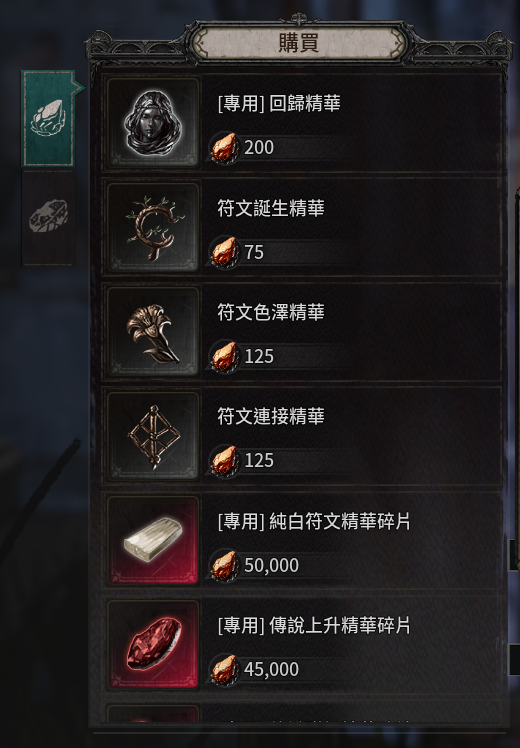 購買
[專用] 回歸精華
200
符文誕生精華
75
符文色澤精華
125
符文連接精華
125
[專用] 純白符文精華碎片
50,000
[專用] 傳說上升精華碎片
45,000